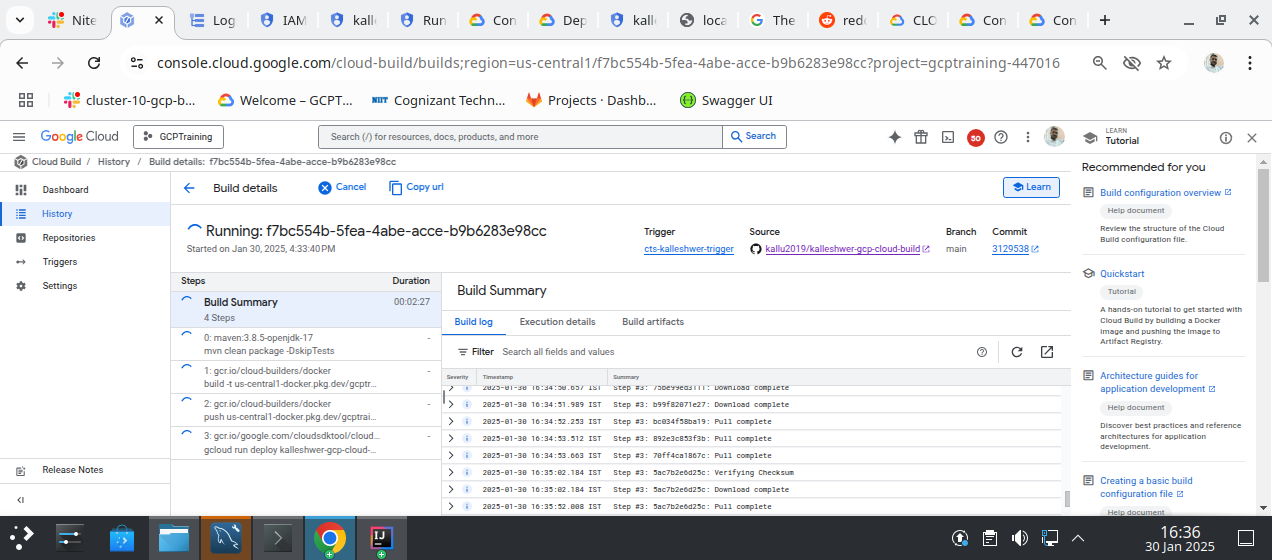 Nite
Log
IAM
kalle
Run
Con
Dep
kalle
loca
The
redo
CLO
Con
Con
console.cloud.google.com/cloud-build/builds;region=us-central1/f7bc554b-5fea-4abe-acce-b9b6283e98cc?project=gcptraining-447016
cluster-10-gcp-b...
Welcome – GCPT...
NIIT Cognizant Techn...
Projects · Dashb...
Swagger UI
Google Cloud
GCPTraining
Search (/) for resources, docs, products, and more
Search
50
LEARN
Tutorial
Cloud Build / History / Build details: f7bc554b-5fea-4abe-acce-b9b6283e98cc
Dashboard
History
Repositories
Triggers
Settings
Release Notes
Build details
Cancel
Copy url
Learn
Running: f7bc554b-5fea-4abe-acce-b9b6283e98cc
Started on Jan 30, 2025, 4:33:40 PM
Trigger
cts-kalleshwer-trigger
Source
kallu2019/kalleshwer-gcp-cloud-build
Branch
main
Commit
3129538
Steps
Duration
Build Summary
00:02:27
4 Steps
0: maven:3.8.5-openjdk-17 -
mvn clean package -DskipTests
1: gcr.io/cloud-builders/docker -
build -t us-central1-docker.pkg.dev/gcptr...
2: gcr.io/cloud-builders/docker -
push us-central1-docker.pkg.dev/gcptrai...
3: gcr.io/google.com/cloudsdktool/cloud... -
gcloud run deploy kalleshwer-gcp-cloud-...
Build Summary
Build log
Execution details
Build artifacts
Filter
Search all fields and values
Severity
Timestamp
Summary
2025-01-30 16:34:50.657 IST Step #3: 75be99ed3fff: Download complete
2025-01-30 16:34:51.989 IST Step #3: b99f82071e27: Download complete
2025-01-30 16:34:52.253 IST Step #3: bc034f58ba19: Pull complete
2025-01-30 16:34:53.512 IST Step #3: 892e3c853f3b: Pull complete
2025-01-30 16:34:53.663 IST Step #3: 70ff4ca1867c: Pull complete
2025-01-30 16:35:02.184 IST Step #3: 5ac7b2e6d25c: Verifying Checksum
2025-01-30 16:35:02.184 IST Step #3: 5ac7b2e6d25c: Download complete
2025-01-30 16:35:52.008 IST Step #3: 5ac7b2e6d25c: Pull complete
Recommended for you
Build configuration overview
Help document
Review the structure of the Cloud
Build configuration file.
Quickstart
Tutorial
A hands-on tutorial to get started with
Cloud Build by building a Docker
image and pushing the image to
Artifact Registry.
Architecture guides for
application development
Help document
Discover best practices and reference
architectures for application
development.
Creating a basic build
configuration file
Help document
IJ
16:36
30 Jan 2025